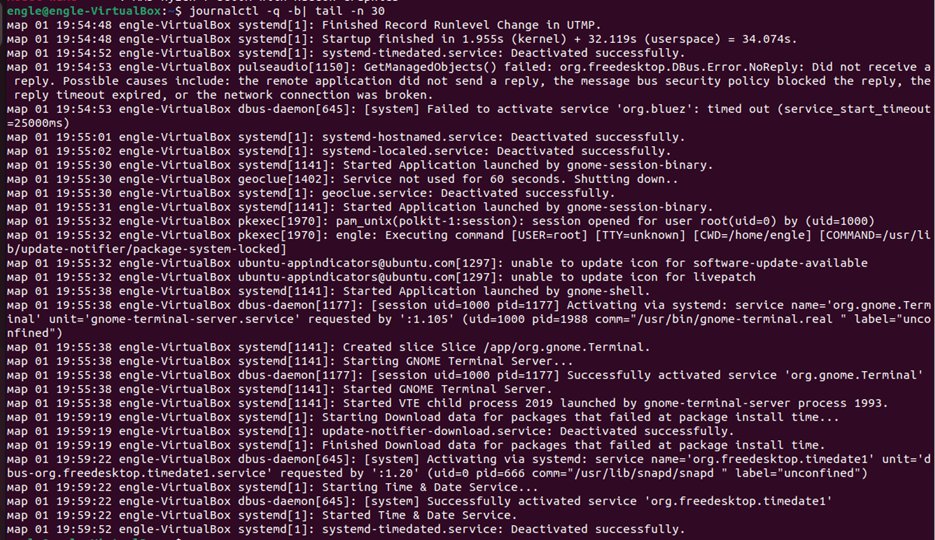 engle@engle-VirtualBox:~$ journalctl -q -b| tail -n 30
мар 01 19:54:48 engle-VirtualBox systemd[1]: Finished Record Runlevel Change in UTMP.
мар 01 19:54:48 engle-VirtualBox systemd[1]: Startup finished in 1.955s (kernel) + 32.119s (userspace) = 34.074s.
мар 01 19:54:52 engle-VirtualBox systemd[1]: systemd-timedated.service: Deactivated successfully.
мар 01 19:54:53 engle-VirtualBox pulseaudio[1150]: GetManagedObjects() failed: org.freedesktop.DBus.Error.NoReply: Did not receive a
reply. Possible causes include: the remote application did not send a reply, the message bus security policy blocked the reply, the
reply timeout expired, or the network connection was broken.
мар 01 19:54:53 engle-VirtualBox dbus-daemon[645]: [system] Failed to activate service 'org.bluez': timed out (service_start_timeout
=25000ms)
мар 01 19:55:01 engle-VirtualBox systemd[1]: systemd-hostnamed.service: Deactivated successfully.
мар 01 19:55:02 engle-VirtualBox systemd[1]: systemd-localed.service: Deactivated successfully.
мар 01 19:55:30 engle-VirtualBox systemd[1141]: Started Application launched by gnome-session-binary.
мар 01 19:55:30 engle-VirtualBox geoclue[1402]: Service not used for 60 seconds. Shutting down..
мар 01 19:55:30 engle-VirtualBox systemd[1]: geoclue.service: Deactivated successfully.
мар 01 19:55:31 engle-VirtualBox systemd[1141]: Started Application launched by gnome-session-binary.
мар 01 19:55:32 engle-VirtualBox pkexec[1970]: pam_unix(polkit-1:session): session opened for user root(uid=0) by (uid=1000)
мар 01 19:55:32 engle-VirtualBox pkexec[1970]: engle: Executing command [USER=root] [TTY=unknown] [CWD=/home/engle] [COMMAND=/usr/li
b/update-notifier/package-system-locked]
мар 01 19:55:32 engle-VirtualBox ubuntu-appindicators@ubuntu.com[1297]: unable to update icon for software-update-available
мар 01 19:55:32 engle-VirtualBox ubuntu-appindicators@ubuntu.com[1297]: unable to update icon for livepatch
мар 01 19:55:38 engle-VirtualBox systemd[1141]: Started Application launched by gnome-shell.
мар 01 19:55:38 engle-VirtualBox dbus-daemon[1177]: [session uid=1000 pid=1177] Activating via systemd: service name='org.gnome.Term
inal' unit='gnome-terminal-server.service' requested by ':1.105' (uid=1000 pid=1988 comm="/usr/bin/gnome-terminal.real " label="unco
nfined")
мар 01 19:55:38 engle-VirtualBox systemd[1141]: Created slice Slice /app/org.gnome.Terminal.
мар 01 19:55:38 engle-VirtualBox systemd[1141]: Starting GNOME Terminal Server...
мар 01 19:55:38 engle-VirtualBox dbus-daemon[1177]: [session uid=1000 pid=1177] Successfully activated service 'org.gnome.Terminal'
мар 01 19:55:38 engle-VirtualBox systemd[1141]: Started GNOME Terminal Server.
мар 01 19:55:38 engle-VirtualBox systemd[1141]: Started VTE child process 2019 launched by gnome-terminal-server process 1993.
мар 01 19:59:19 engle-VirtualBox systemd[1]: Starting Download data for packages that failed at package install time...
мар 01 19:59:19 engle-VirtualBox systemd[1]: update-notifier-download.service: Deactivated successfully.
мар 01 19:59:19 engle-VirtualBox systemd[1]: Finished Download data for packages that failed at package install time.
мар 01 19:59:22 engle-VirtualBox dbus-daemon[645]: [system] Activating via systemd: service name='org.freedesktop.timedate1' unit='d
bus-org.freedesktop.timedate1.service' requested by ':1.20' (uid=0 pid=666 comm="/usr/lib/snapd/snapd " label="unconfined")
мар 01 19:59:22 engle-VirtualBox systemd[1]: Starting Time & Date Service...
мар 01 19:59:22 engle-VirtualBox dbus-daemon[645]: [system] Successfully activated service 'org.freedesktop.timedate1'
мар 01 19:59:22 engle-VirtualBox systemd[1]: Started Time & Date Service.
мар 01 19:59:52 engle-VirtualBox systemd[1]: systemd-timedated.service: Deactivated successfully.